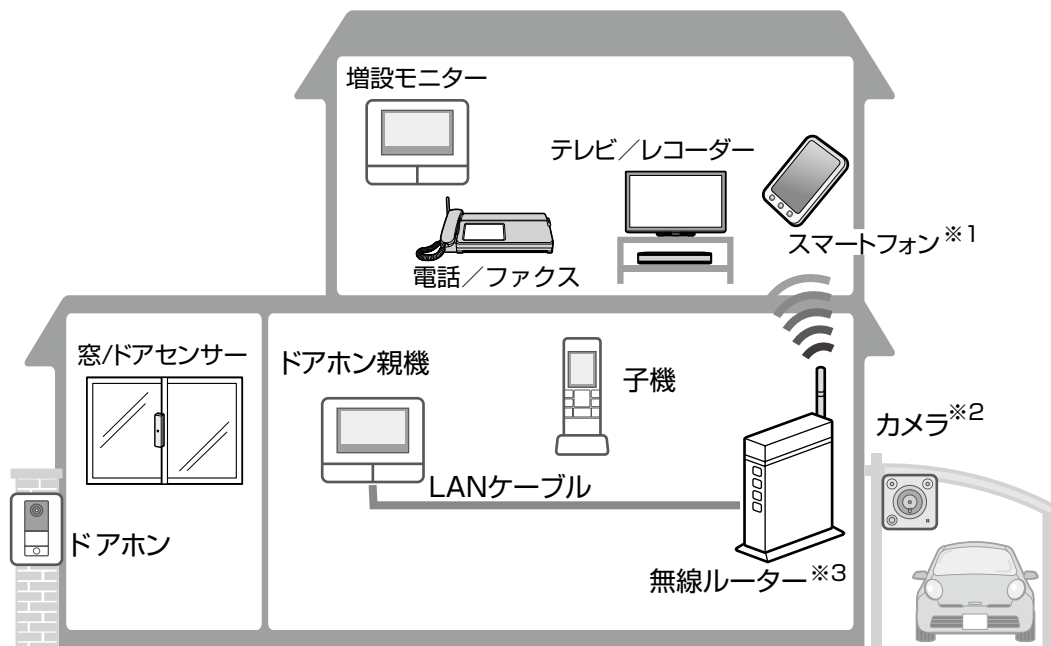 増設モニター
テレビ／レコーダー
スマートフォン※1
電話／ファクス
窓/ドアセンサー
ドアホン親機
子機
カメラ※2
LANケーブル
ドアホン
無線ルーター※3